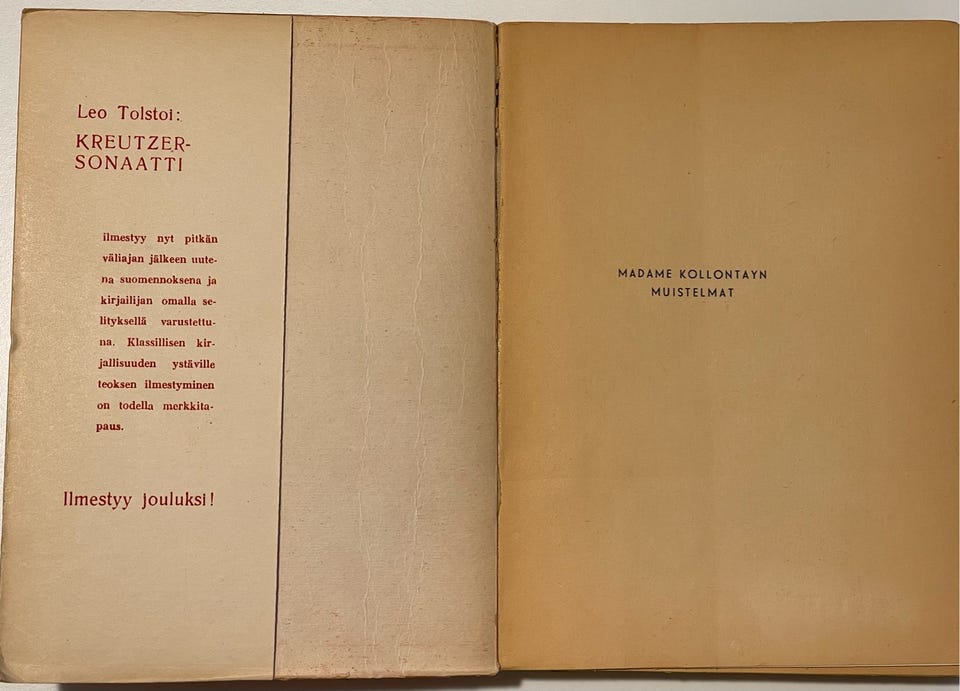 Leo Tolstoi:
KREUTZER-
SONAATTI
ilmestyy nyt pitkän
väliajan jälkeen uute-
na suomennoksena ja
kirjailijan omalla se-
lityksellä varustettu-
na. Klassillisen kir-
jallisuuden ystäville
teoksen ilmestyminen
on todella merkkita-
paus.
Ilmestyy jouluksi!
MADAME KOLLONTAYN
MUISTELMAT